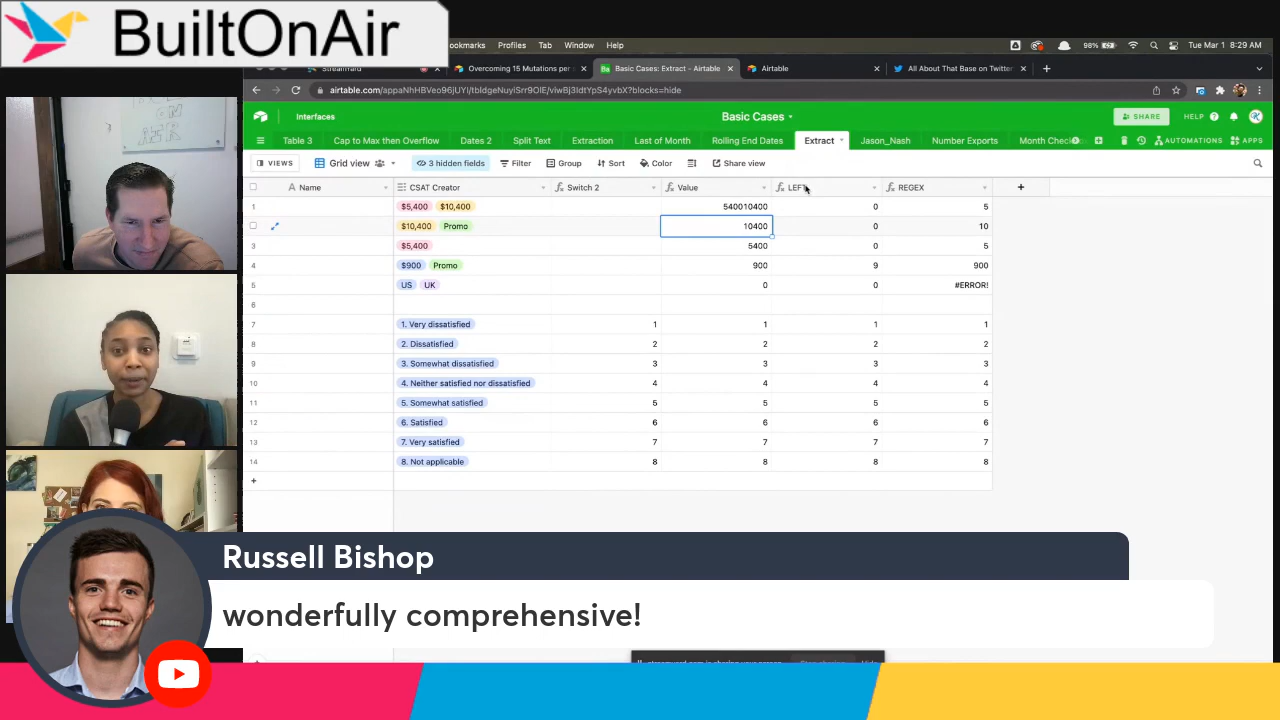 BuiltOnAir
okmarks Profiles Tab Window Help
98% Tue Mar 1 8:29 AM
Overcoming 15 Mutations per
Basic Cases: Extract - Airtable
Airtable
All About That Base on Twitter
airtable.com/appaNhHBVeo96jUYl/tbldgeNuyiSrr9OlE/viwBj3IdtYpS4yvbX?blocks=hide
Interfaces
Basic Cases
SHARE HELP
Table 3 Cap to Max then Overflow Dates 2 Split Text Extraction Last of Month Rolling End Dates Extract Jason_Nash Number Exports Month Chec AUTOMATIONS APPS
VIEWS Grid view 3 hidden fields Filter Group Sort Color Share view
Name CSAT Creator Switch 2 Value LEFT REGEX
1 $5,400 $10,400 540010400 0 5
$10,400 Promo 10400 0 10
3 $5,400 5400 0 5
4 $900 Promo 900 9 900
5 US UK 0 0 #ERROR!
6
7 1. Very dissatisfied 1 1 1 1
8 2. Dissatisfied 2 2 2 2
9 3. Somewhat dissatisfied 3 3 3 3
10 4. Neither satisfied nor dissatisfied 4 4 4 4
11 5. Somewhat satisfied 5 5 5 5
12 6. Satisfied 6 6 6 6
13 7. Very satisfied 7 7 7 7
14 8. Not applicable 8 8 8 8
Russell Bishop
wonderfully comprehensive!